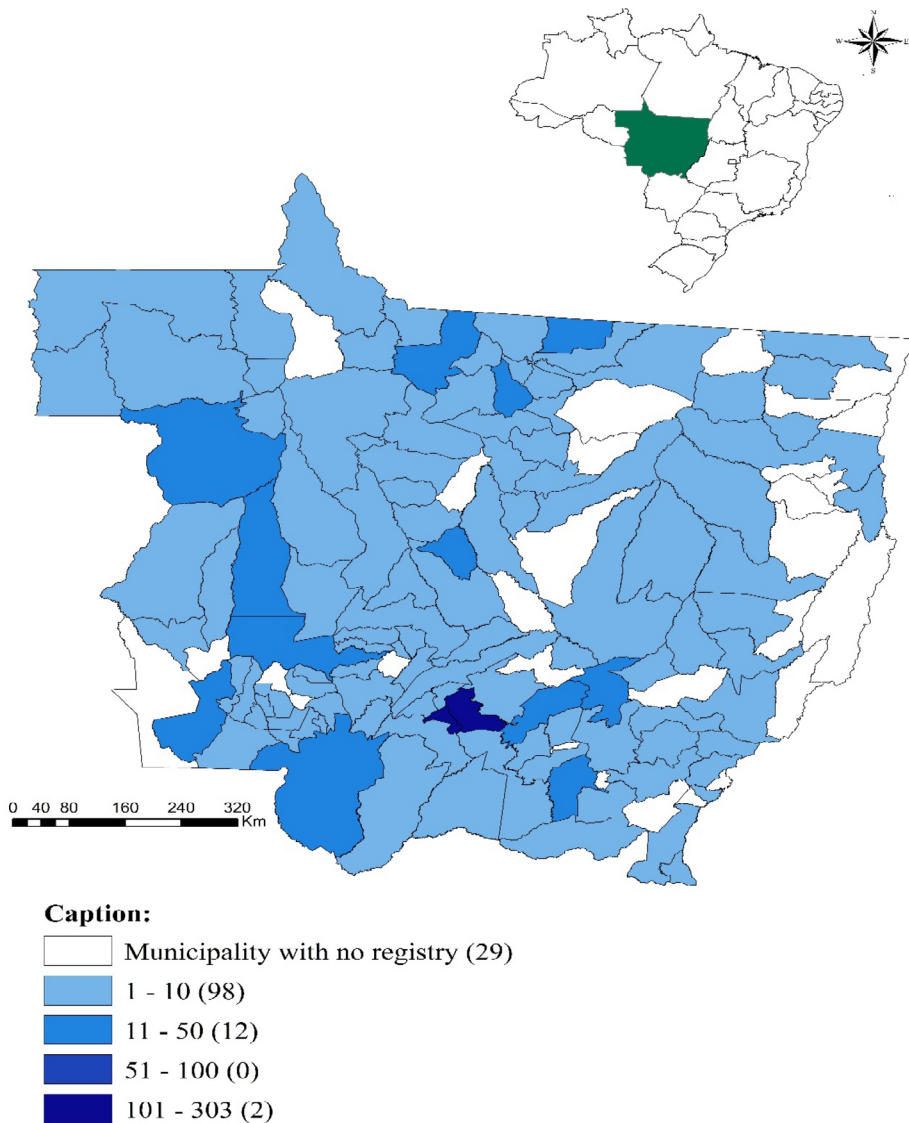 N
W
E
S
0 40 80 160 240 320
Km
Caption:
Municipality with no registry (29)
1 - 10 (98)
11 - 50 (12)
51 - 100 (0)
101 - 303 (2)